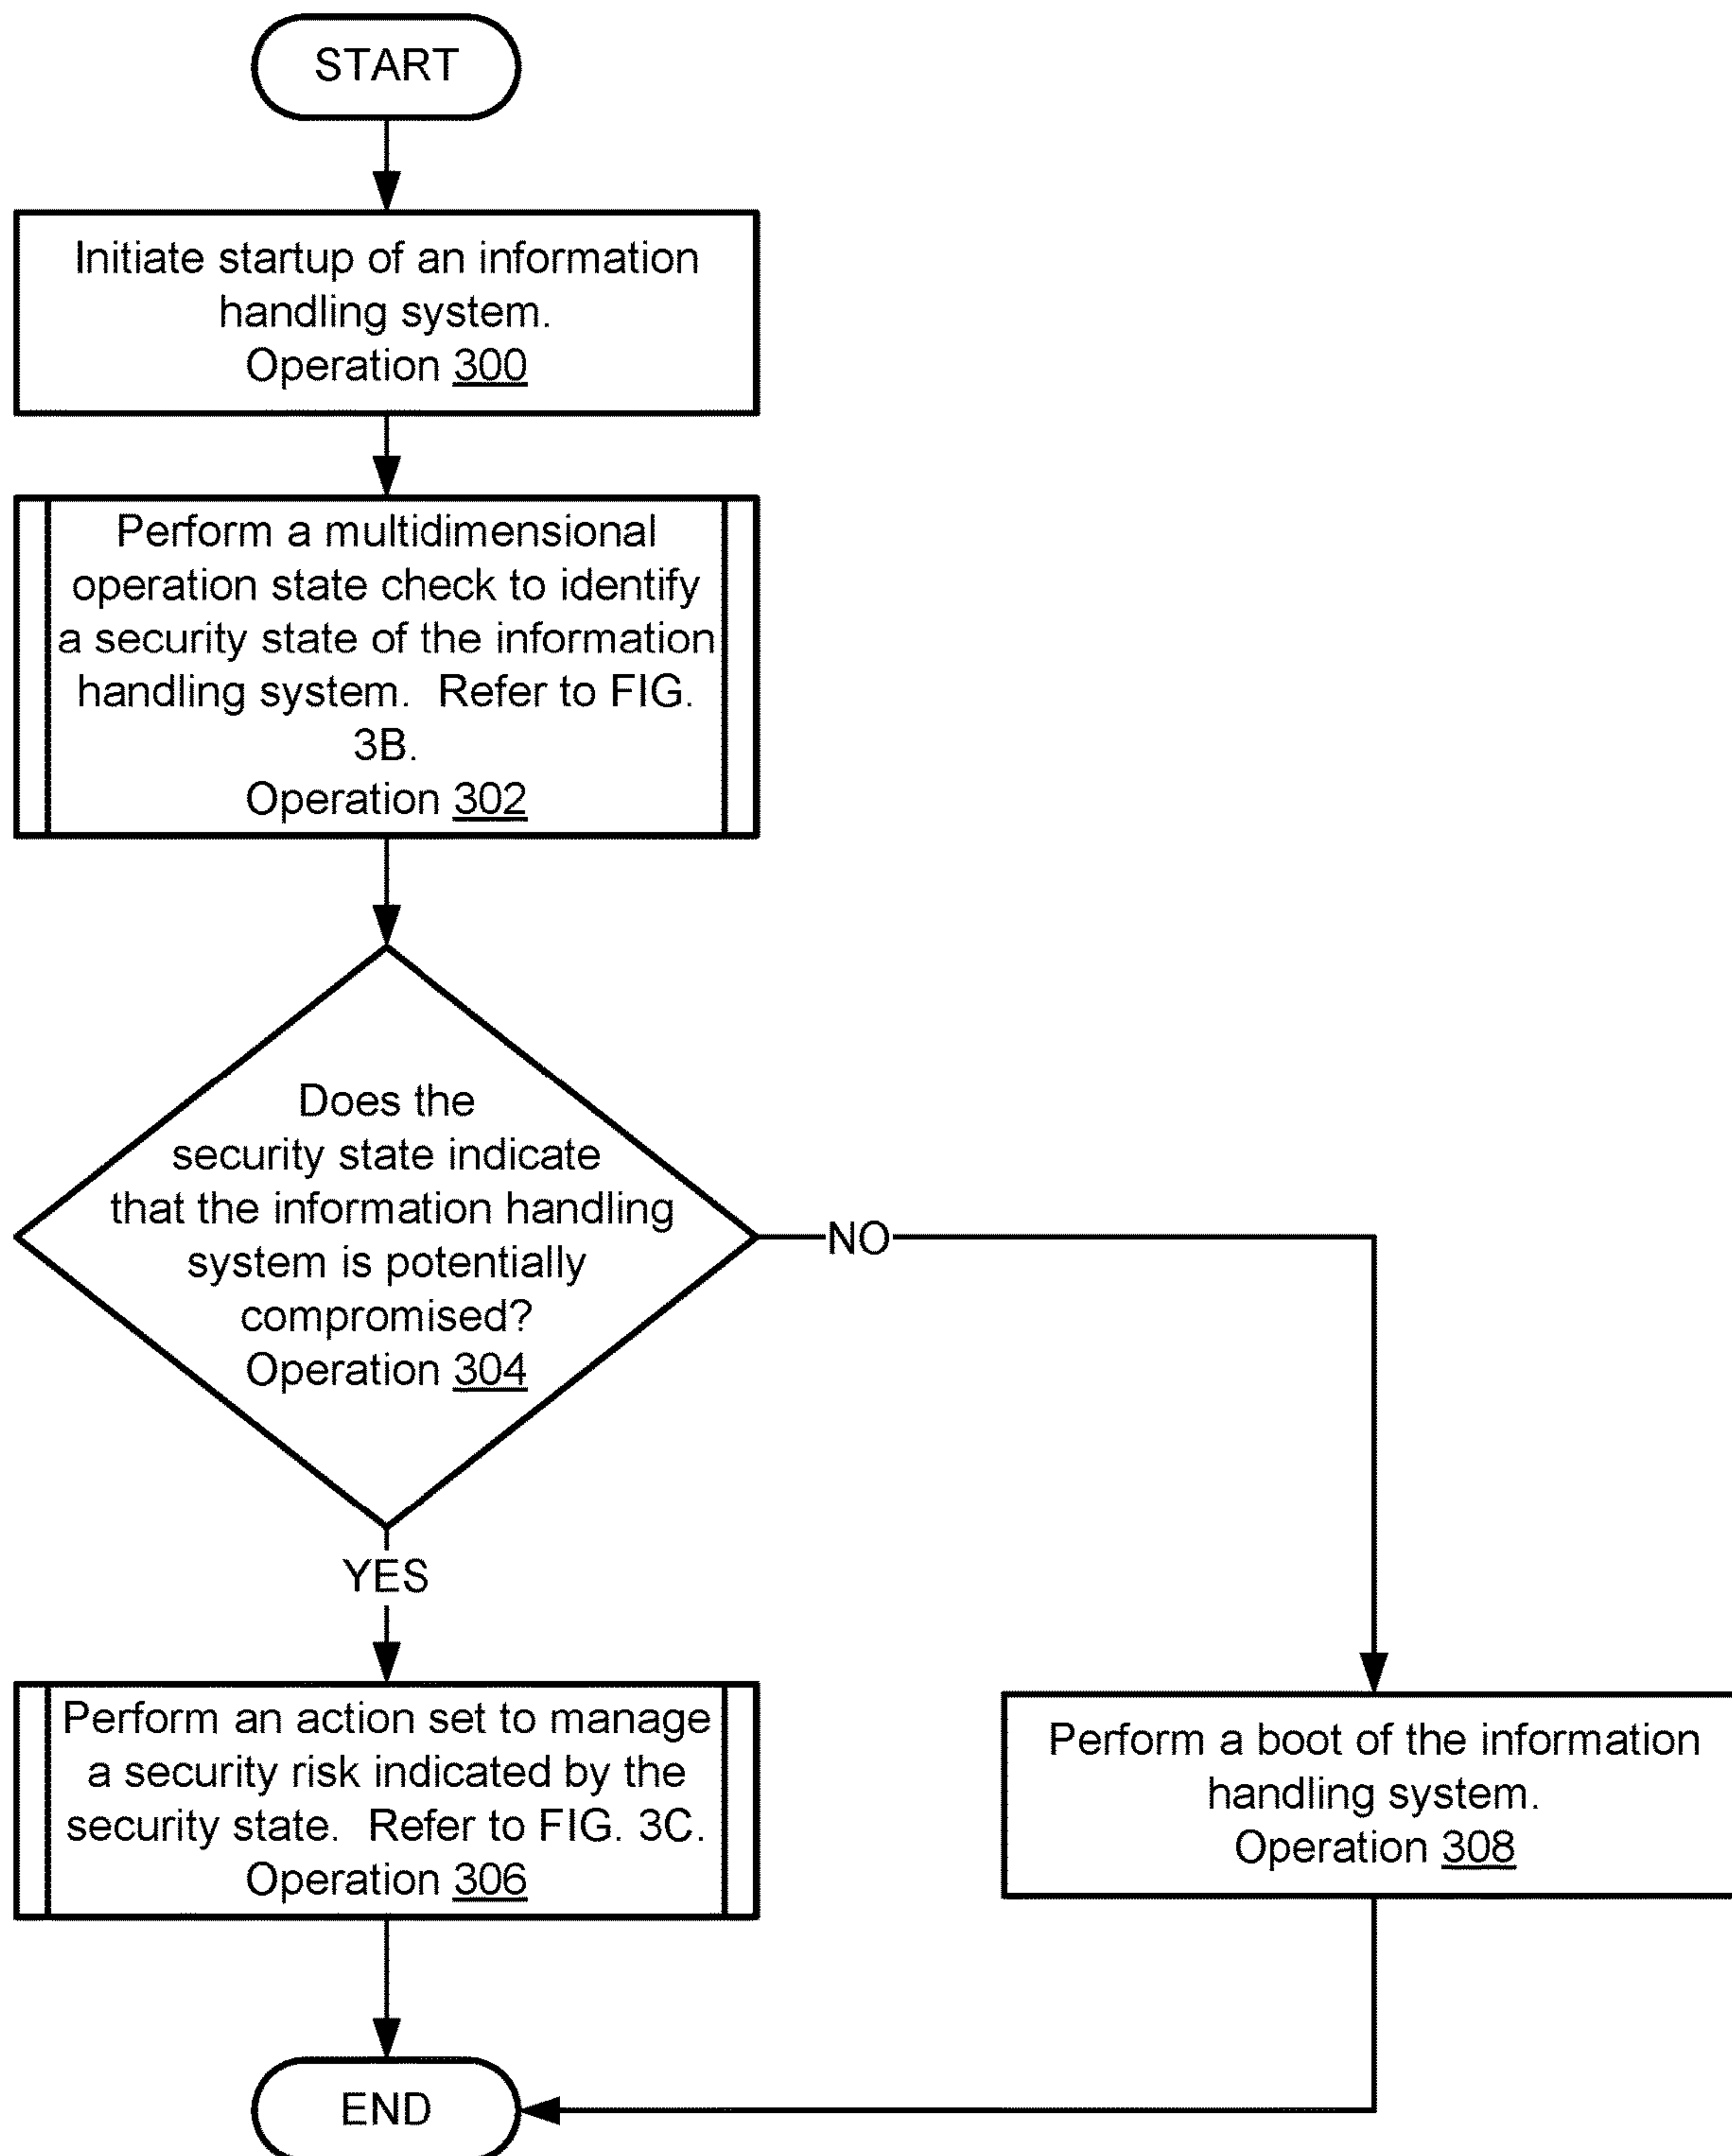 START
Initiate startup of an information
handling system.
Operation 300
Perform a multidimensional
operation state check to identify
a security state of the information
handling system.  Refer to FIG.
3B.
Operation 302
Does the
security state indicate
that the information handling
system is potentially
compromised?
Operation 304
NO
YES
Perform an action set to manage
a security risk indicated by the
security state.  Refer to FIG. 3C.
Operation 306
Perform a boot of the information
handling system.
Operation 308
END